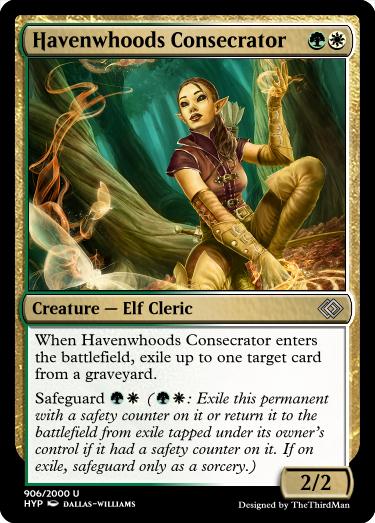 Havenwhoods Consecrator
Creature — Elf Cleric
When Havenwhoods Consecrator enters
the battlefield, exile up to one target card
from a graveyard.
Safeguard (: Exile this permanent
with a safety counter on it or return it to the
battlefield from exile tapped under its owner's
control if it had a safety counter on it. If on
exile, safeguard only as a sorcery.)
2/2
906/2000 U
HYP DALLAS-WILLIAMS
Designed by TheThirdMan